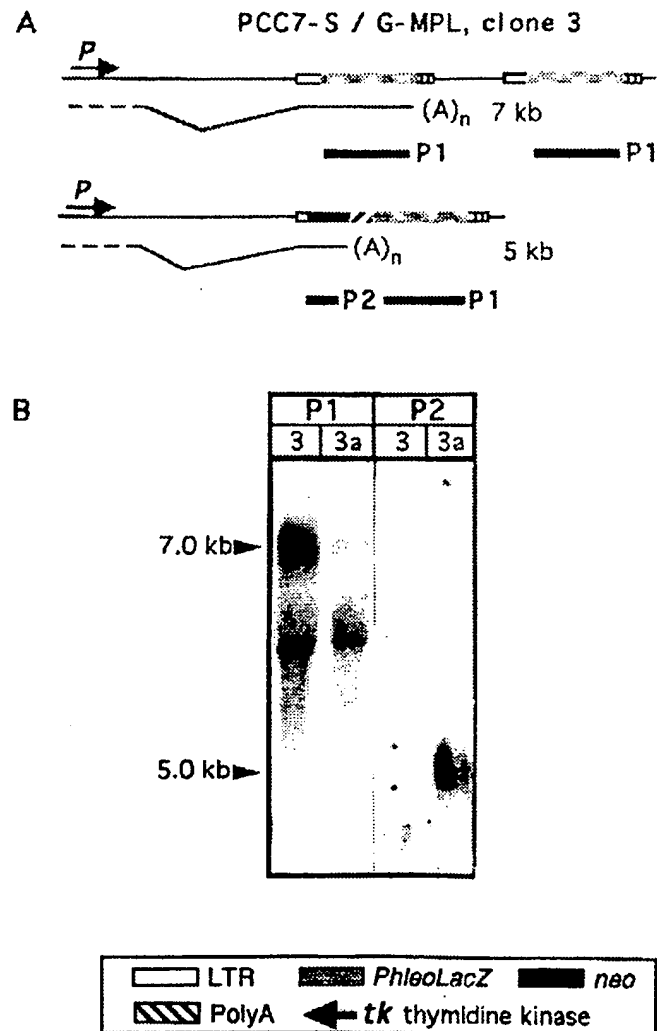 A PCC7-S / G-MPL, clone 3
P
(A)n 7 kb
P1 P1
P
(A)n 5 kb
P2 P1
B
P1 P2
3 3a 3 3a
7.0 kb
5.0 kb
LTR PhleoLacZ neo
PolyA tk thymidine kinase